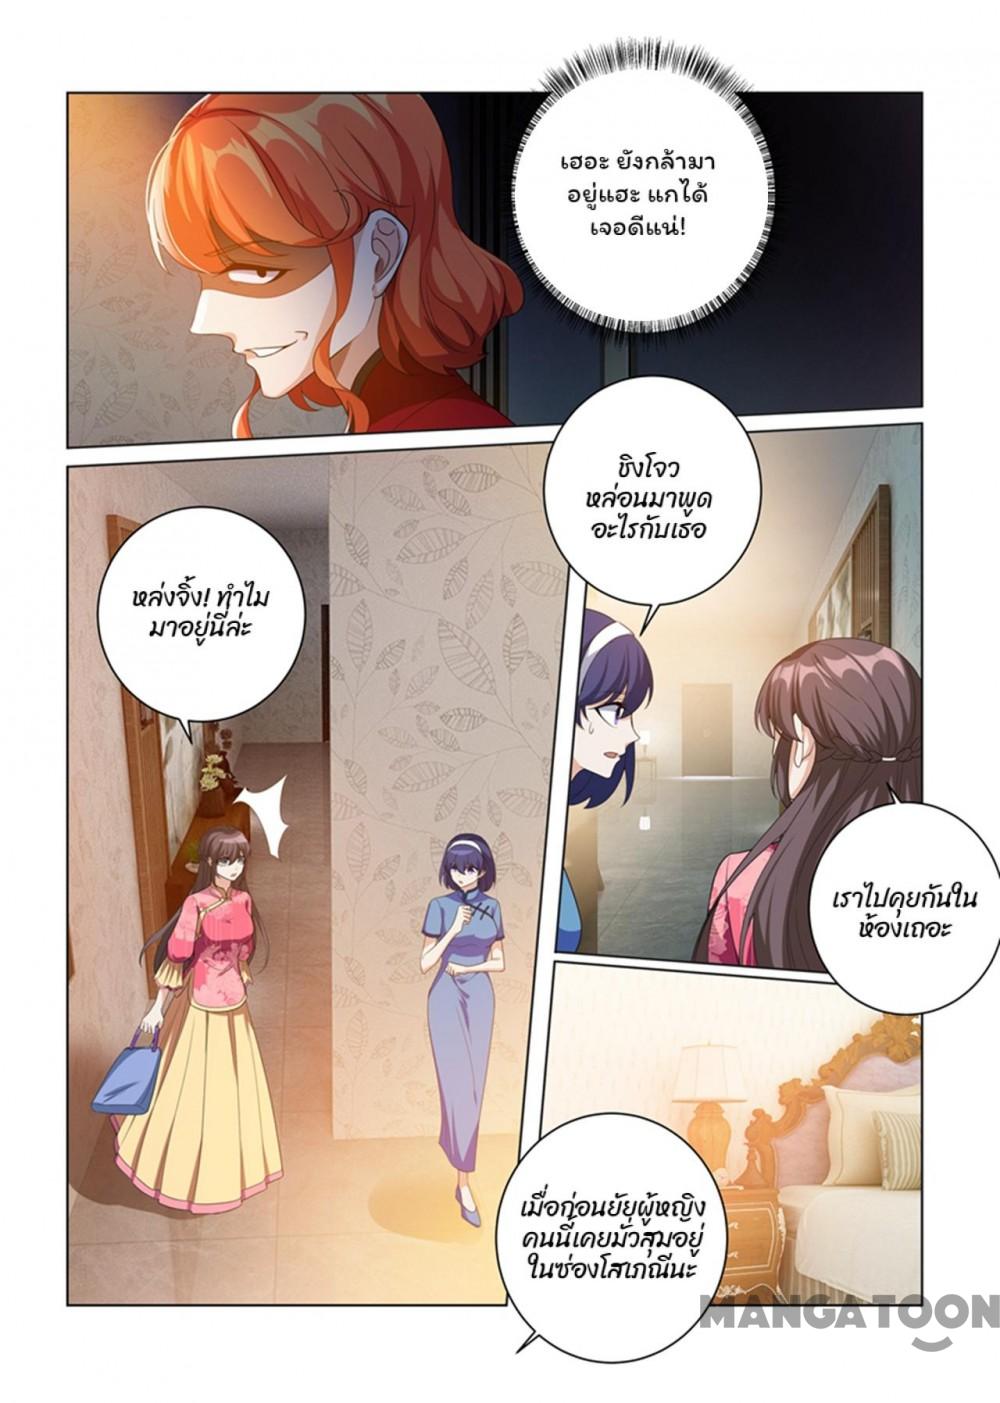 เฮอะ ยังกล้ามา
อยู่แฮะ แกได้
เจอดีแน่!
หล่งจิ้ง! ทำไม
มาอยู่นี่ล่ะ
ชิงโจว
หล่อนมาพูด
อะไรกับเธอ
เราไปคุยกันใน
ห้องเถอะ
เมื่อก่อนยัยผู้หญิง
คนนี้เคยมั่วสุมอยู่
ในซ่องโสเภณีนะ
MANGATOON